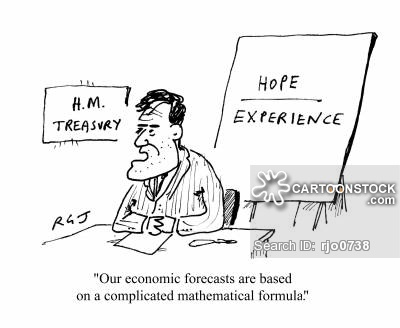 H.M.
TREASURY
HOPE
EXPERIENCE
RGJ
CARTOONSTOCK
.com
Search ID: rjo0738
"Our economic forecasts are based
on a complicated mathematical formula."